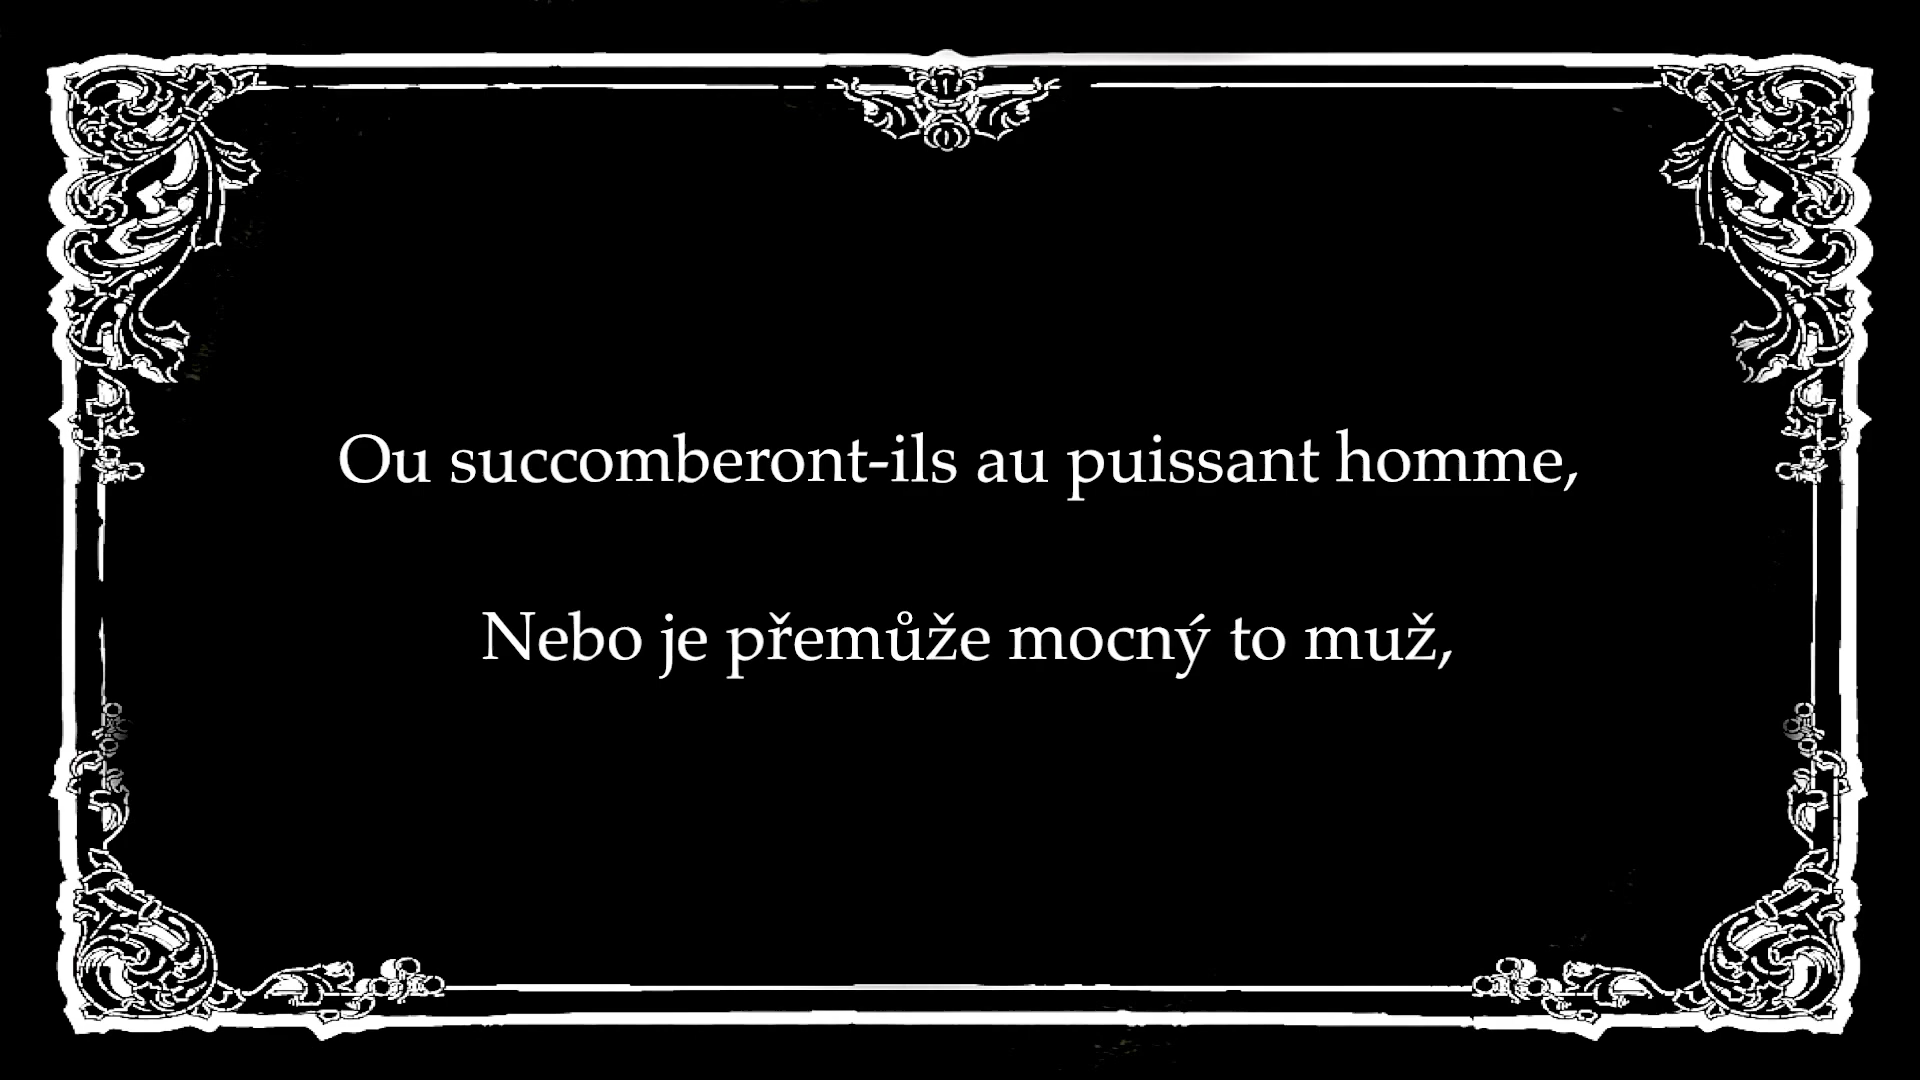 Ou succomberont-ils au puissant homme,
Nebo je přemůže mocný to muž,